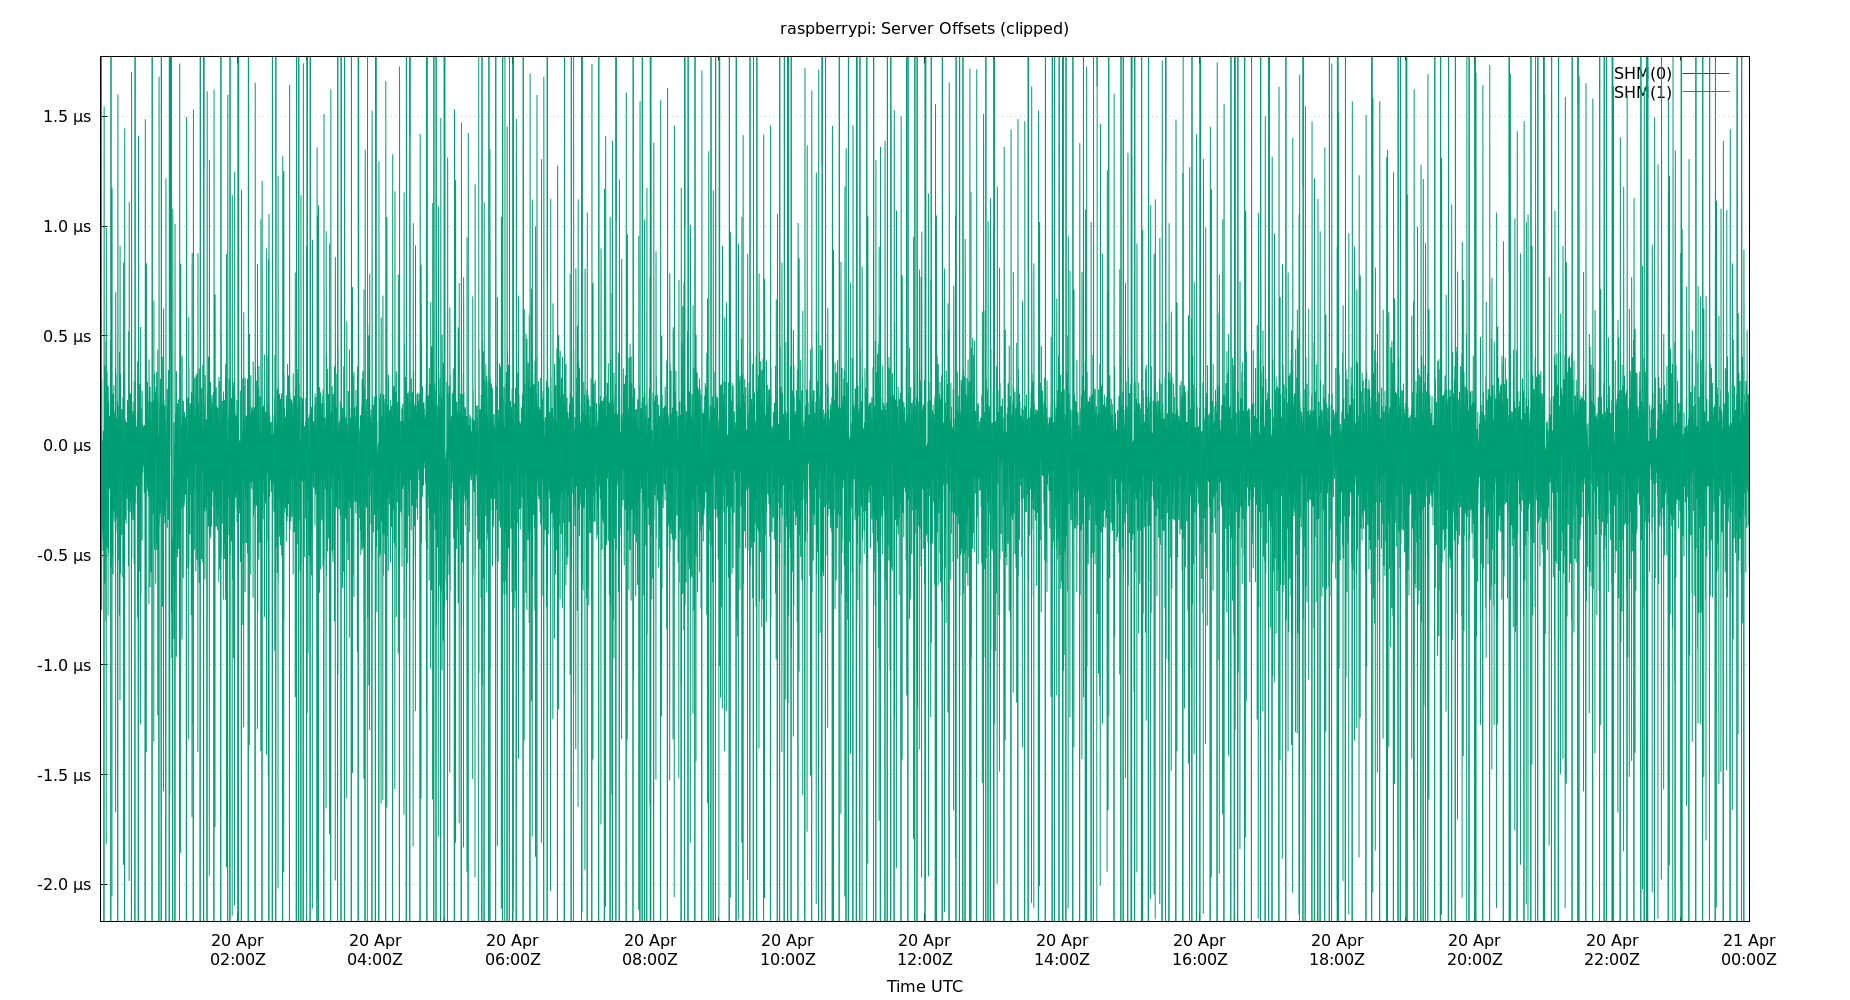 raspberrypi: Server Offsets (clipped)
SHM(0)
SHM(1)
1.5 µs
1.0 µs
0.5 µs
0.0 µs
-0.5 µs
-1.0 µs
-1.5 µs
-2.0 µs
20 Apr 20 Apr 20 Apr 20 Apr 20 Apr 20 Apr 20 Apr 20 Apr 20 Apr 20 Apr 20 Apr 21 Apr
02:00Z 04:00Z 06:00Z 08:00Z 10:00Z 12:00Z 14:00Z 16:00Z 18:00Z 20:00Z 22:00Z 00:00Z
Time UTC